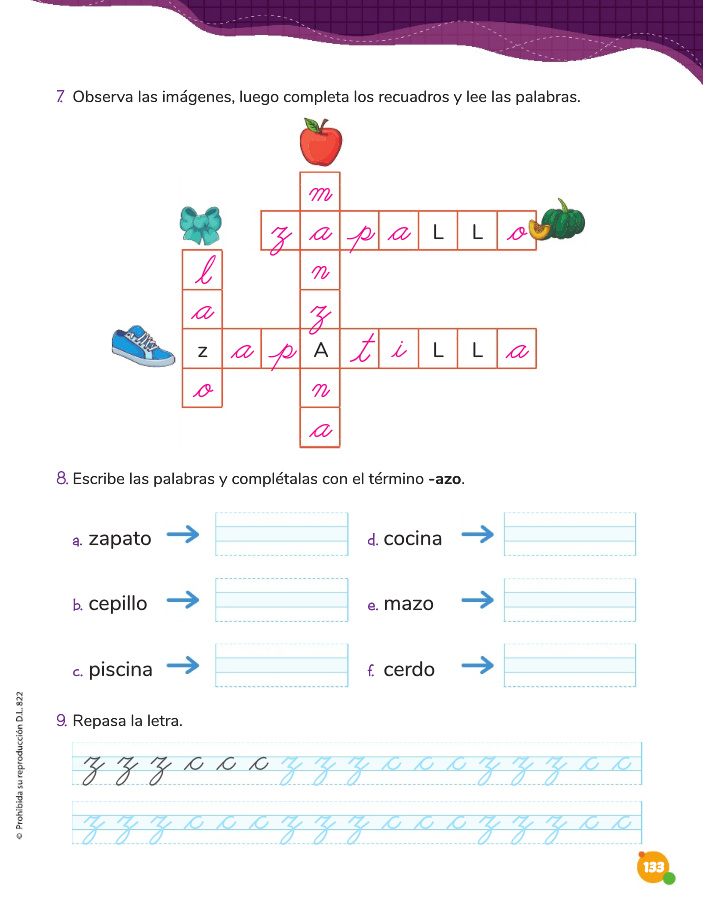 7. Observa las imágenes, luego completa los recuadros y lee las palabras.
m
z a p a L L o
l n
a z
z a p A t i L L a
o n
a
8. Escribe las palabras y complétalas con el término -azo.
a. zapato d. cocina
b. cepillo e. mazo
c. piscina f. cerdo
9. Repasa la letra.
z z z c c c z z z c c c z z z c c
z z z c c c z z z c c c z z z c c
© Prohibida su reproducción D.L. 822
133